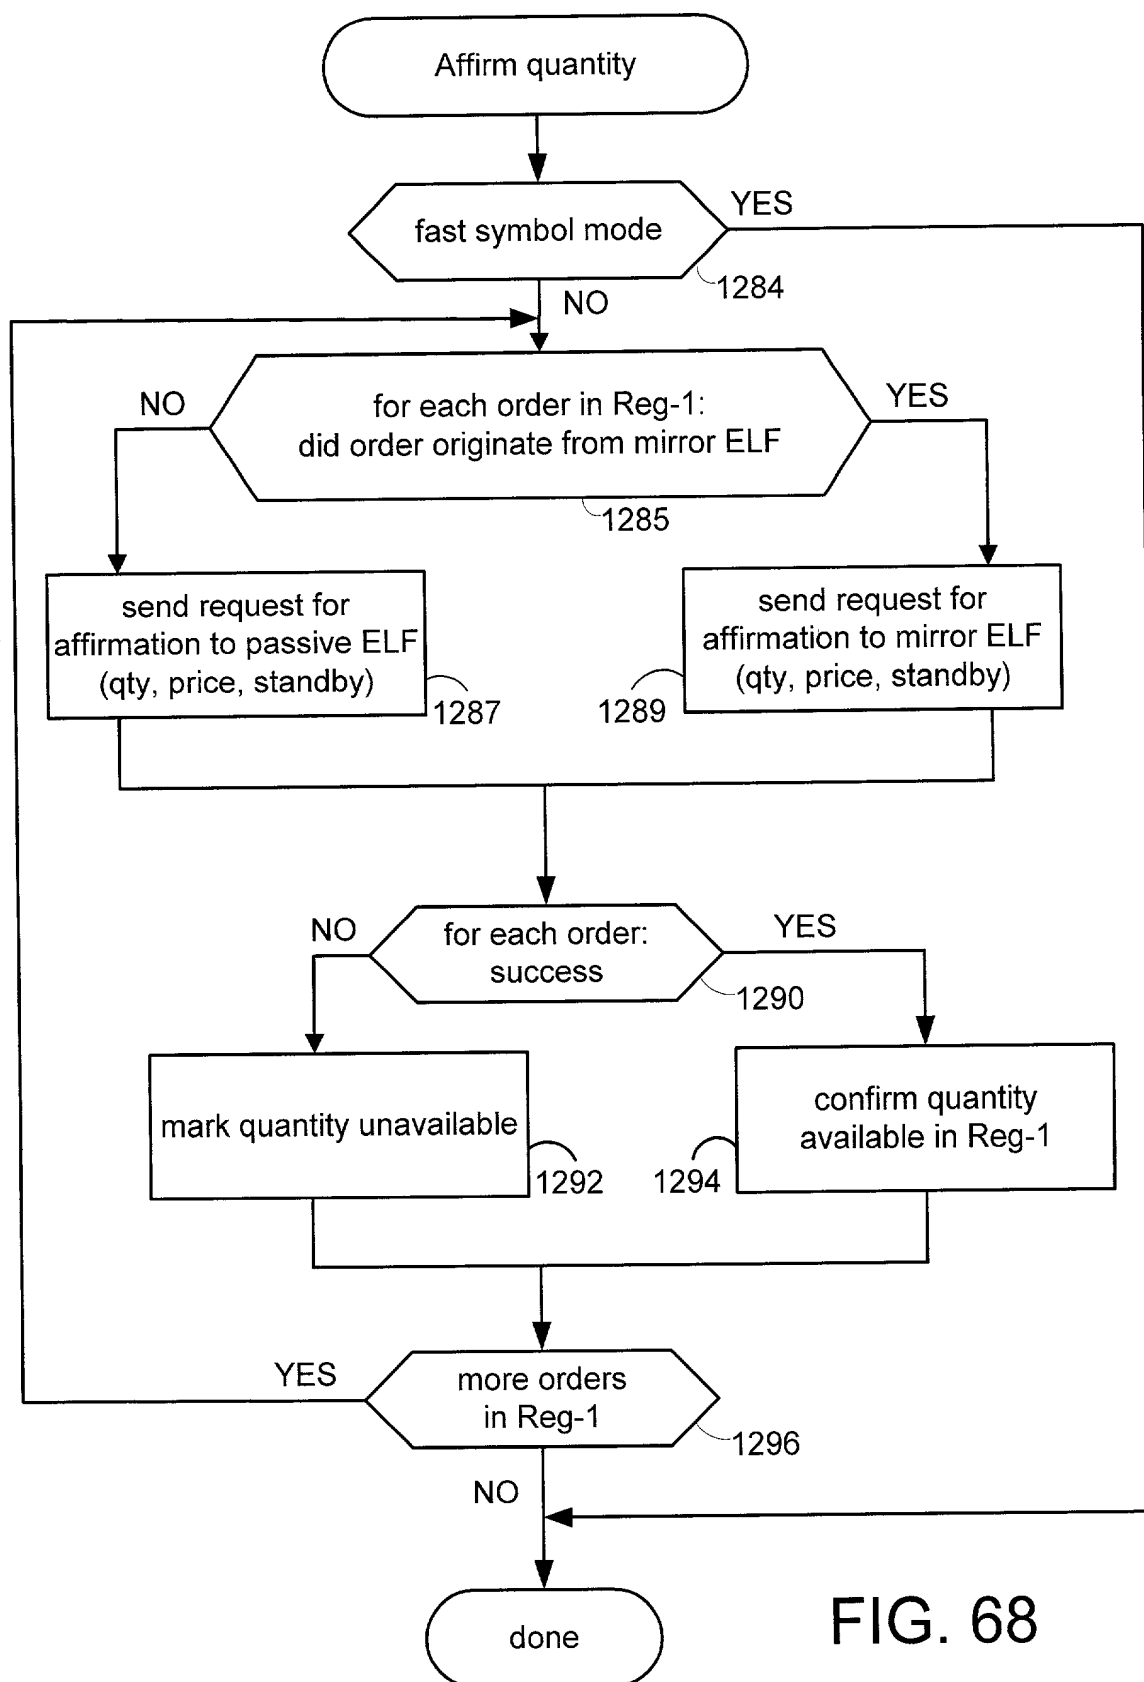 Affirm quantity
YES
fast symbol mode
1284
NO
NO
YES
for each order in Reg-1:
did order originate from mirror ELF
1285
send request for
affirmation to passive ELF
(qty, price, standby)
1287
send request for
affirmation to mirror ELF
(qty, price, standby)
1289
NO
YES
for each order:
success
1290
mark quantity unavailable
1292
confirm quantity
available in Reg-1
1294
YES
more orders
in Reg-1
1296
NO
done
FIG. 68